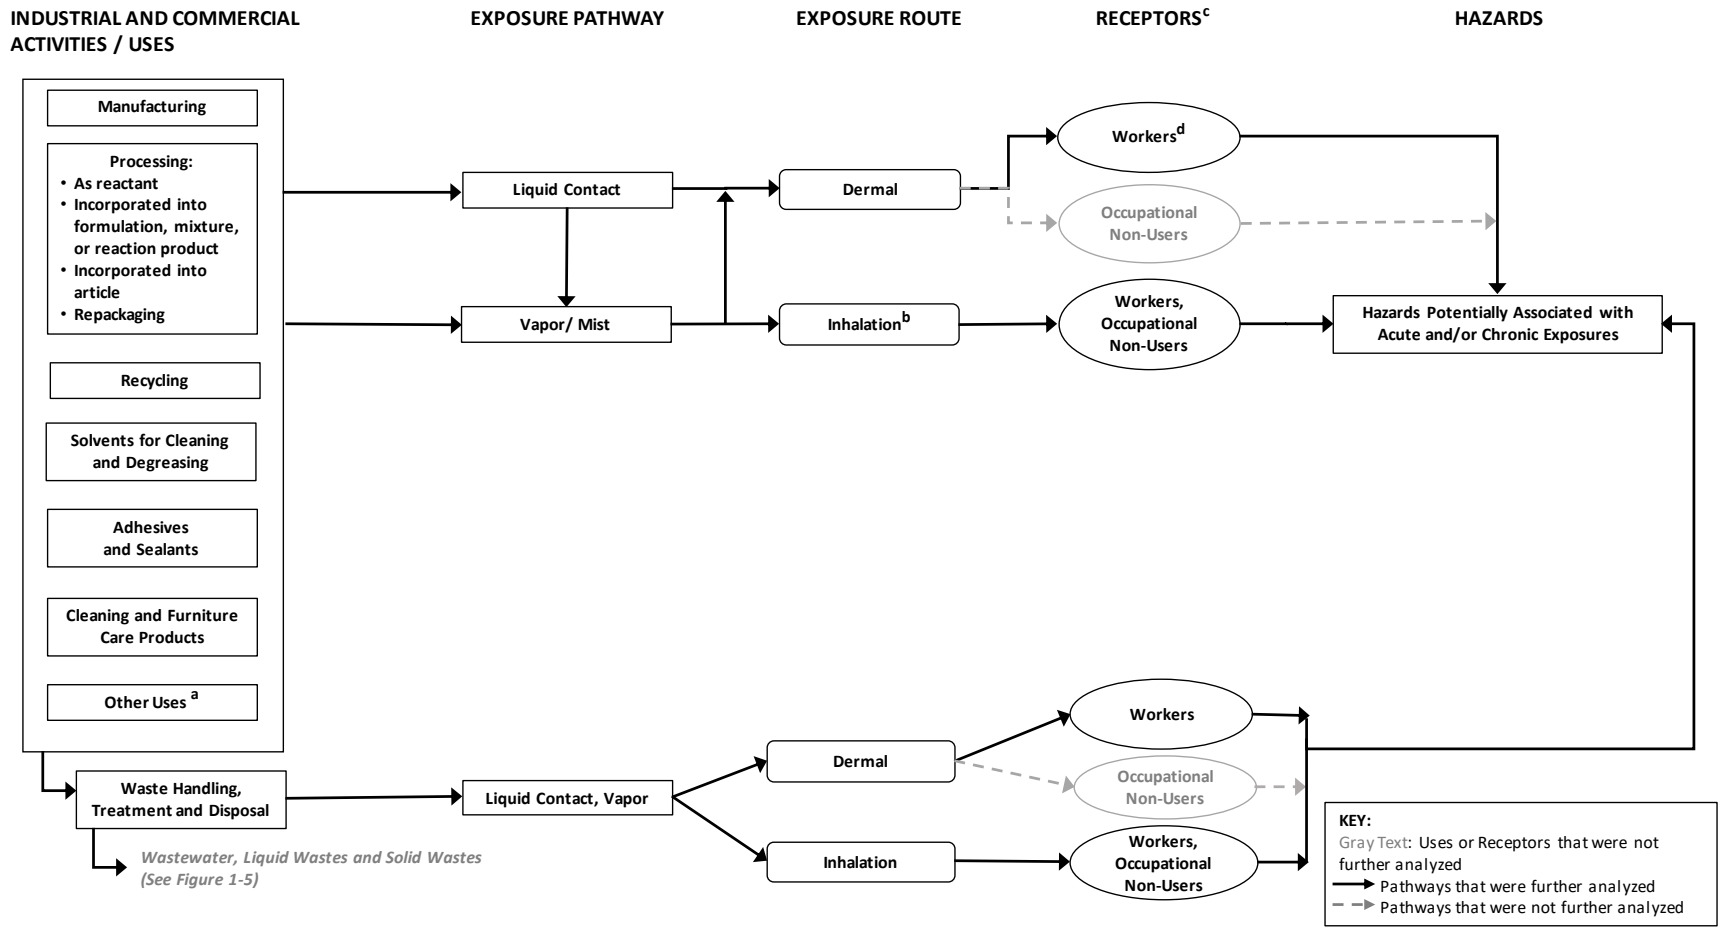 INDUSTRIAL AND COMMERCIAL
ACTIVITIES / USES
EXPOSURE PATHWAY
EXPOSURE ROUTE
RECEPTORSc
HAZARDS
Manufacturing
Processing:
• As reactant
• Incorporated into
formulation, mixture,
or reaction product
• Incorporated into
article
• Repackaging
Recycling
Solvents for Cleaning
and Degreasing
Adhesives
and Sealants
Cleaning and Furniture
Care Products
Other Uses a
Waste Handling,
Treatment and Disposal
Wastewater, Liquid Wastes and Solid Wastes
(See Figure 1-5)
Liquid Contact
Vapor/ Mist
Liquid Contact, Vapor
Dermal
Inhalationb
Dermal
Inhalation
Workersd
Occupational
Non-Users
Workers,
Occupational
Non-Users
Workers
Occupational
Non-Users
Workers,
Occupational
Non-Users
Hazards Potentially Associated with
Acute and/or Chronic Exposures
KEY:
Gray Text: Uses or Receptors that were not
further analyzed
Pathways that were further analyzed
Pathways that were not further analyzed